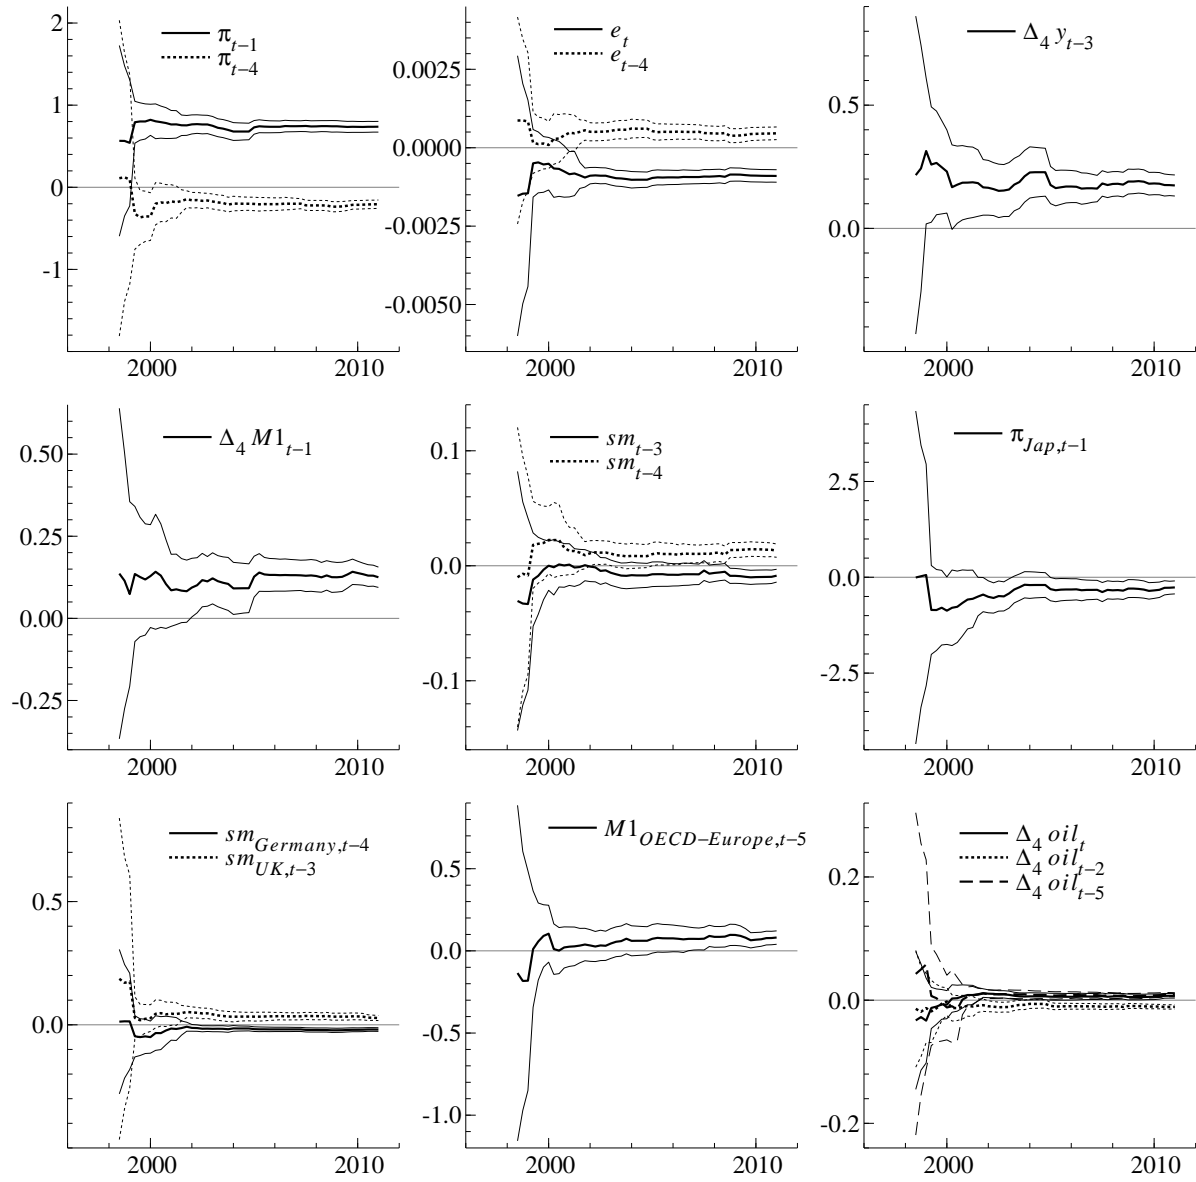 π_{t−1}
π_{t−4}
2
1
0
-1
2000 2010
e_t
e_{t−4}
0.0025
0.0000
-0.0025
-0.0050
2000 2010
Δ_4 y_{t−3}
0.5
0.0
2000 2010
Δ_4 M1_{t−1}
0.50
0.25
0.00
-0.25
2000 2010
sm_{t−3}
sm_{t−4}
0.1
0.0
-0.1
2000 2010
π_{Jap,t−1}
2.5
0.0
-2.5
2000 2010
sm_{Germany,t−4}
sm_{UK,t−3}
0.5
0.0
2000 2010
M1_{OECD−Europe,t−5}
0.5
0.0
-0.5
-1.0
2000 2010
Δ_4 oil_t
Δ_4 oil_{t−2}
Δ_4 oil_{t−5}
0.2
0.0
-0.2
2000 2010